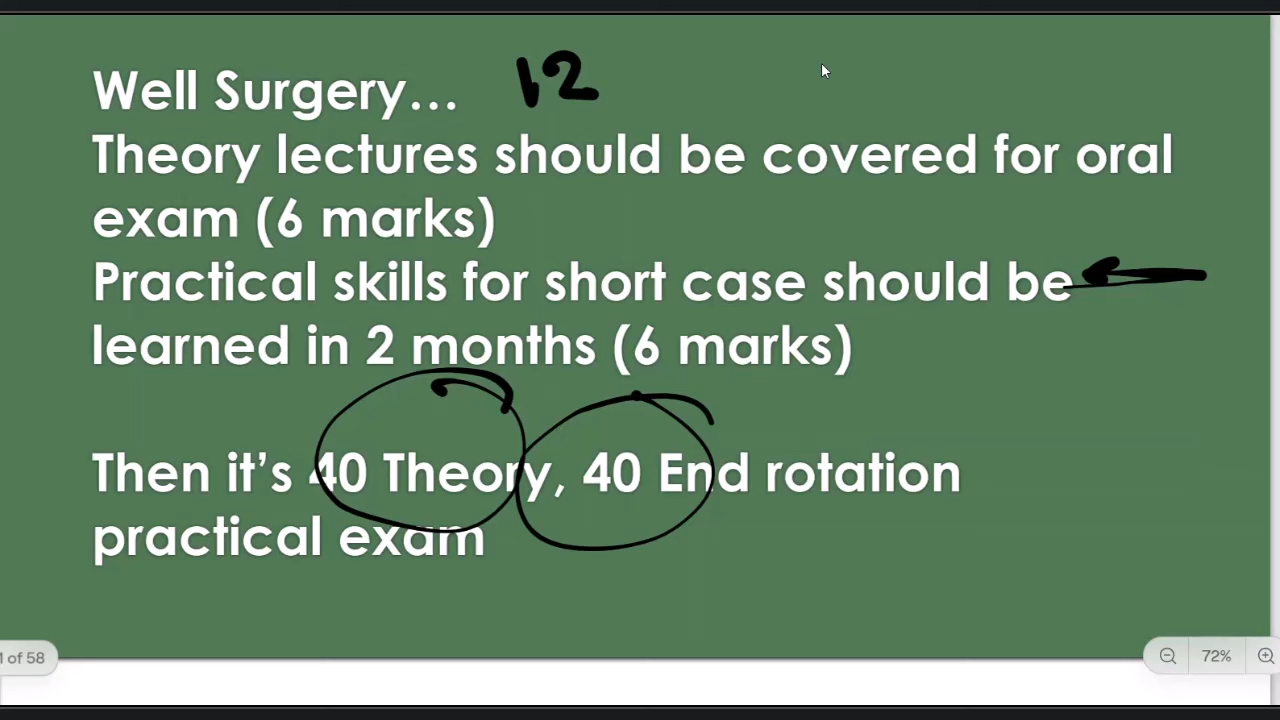 Well Surgery... 12
Theory lectures should be covered for oral
exam (6 marks)
Practical skills for short case should be
learned in 2 months (6 marks)
Then it's 40 Theory, 40 End rotation
practical exam
of 58
72%